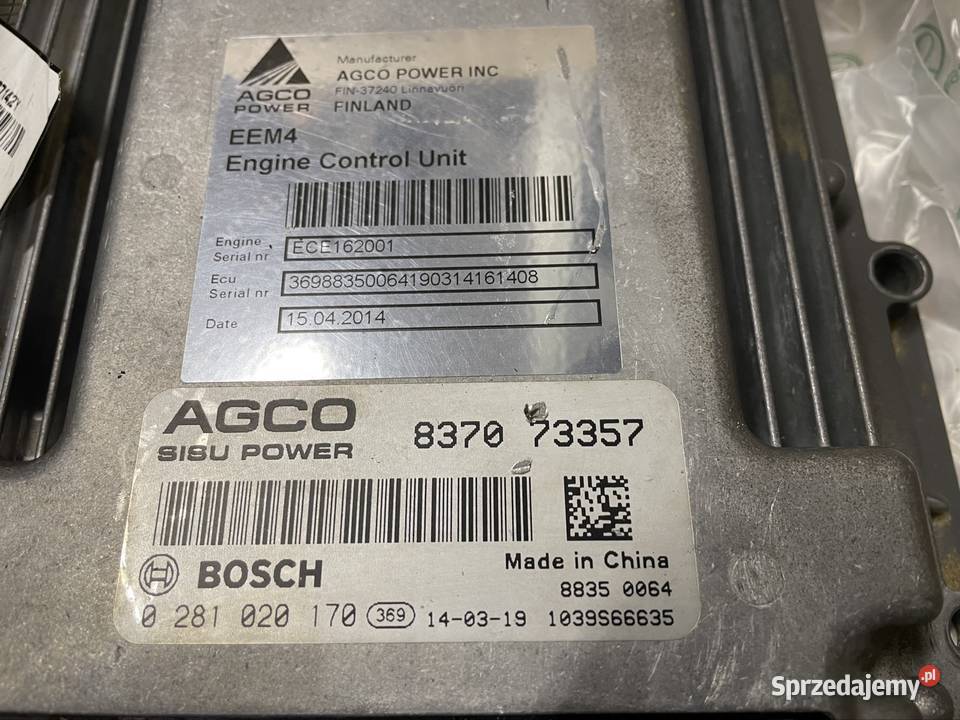 AGCO
POWER
Manufacturer
AGCO POWER INC
FIN-37240 Linnavuori
FINLAND
EEM4
Engine Control Unit
Engine
Serial nr
ECE162001
Ecu
Serial nr
36988350064190314161408
Date
15.04.2014
AGCO
SISU POWER
8370 73357
BOSCH
Made in China
8835 0064
0 281 020 170 369 14-03-19 1039S66635
Sprzedajemy.pl